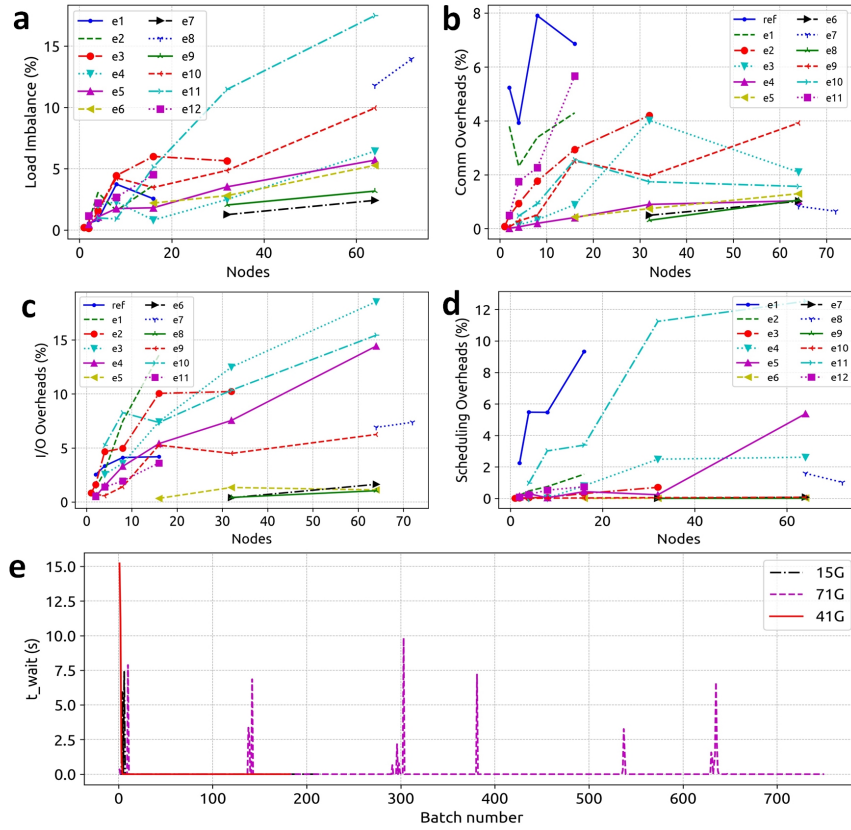 a
Load Imbalance (%)
15
10
5
0
e1
e2
e3
e4
e5
e6
e7
e8
e9
e10
e11
e12
0 20 40 60
Nodes
b
Comm Overheads (%)
8
6
4
2
0
ref
e1
e2
e3
e4
e5
e6
e7
e8
e9
e10
e11
0 10 20 30 40 50 60 70
Nodes
c
I/O Overheads (%)
15
10
5
0
ref
e1
e2
e3
e4
e5
e6
e7
e8
e9
e10
e11
0 10 20 30 40 50 60 70
Nodes
d
Scheduling Overheads (%)
12
10
8
6
4
2
0
e1
e2
e3
e4
e5
e6
e7
e8
e9
e10
e11
e12
0 20 40 60
Nodes
e
t_wait (s)
15.0
12.5
10.0
7.5
5.0
2.5
0.0
15G
71G
41G
0 100 200 300 400 500 600 700
Batch number